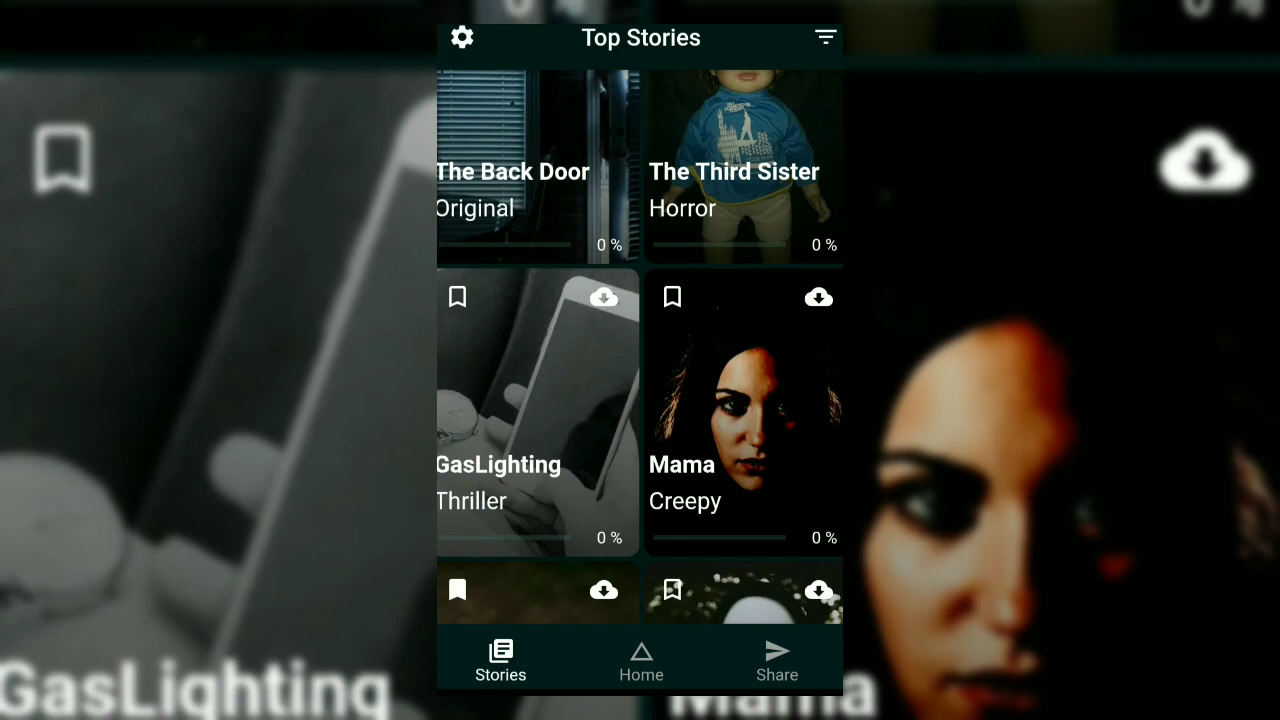 Top Stories
The Back Door
Original
0 %
The Third Sister
Horror
0 %
GasLighting
Thriller
0 %
Mama
Creepy
0 %
Stories
Home
Share
GasLighting
Mama